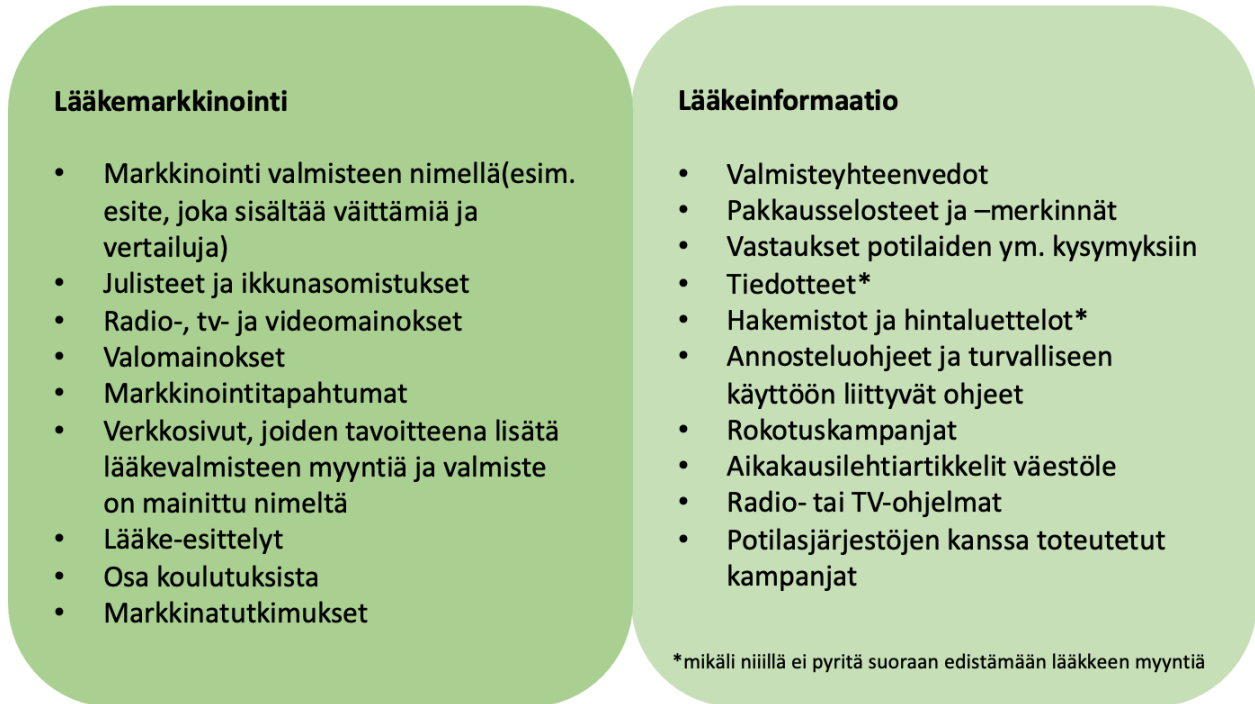 Lääkemarkkinointi
• Markkinointi valmisteen nimellä(esim.
esite, joka sisältää väittämiä ja
vertailuja)
• Julisteet ja ikkunasomistukset
• Radio-, tv- ja videomainokset
• Valomainokset
• Markkinointitapahtumat
• Verkkosivut, joiden tavoitteena lisätä
lääkevalmisteen myyntiä ja valmiste
on mainittu nimeltä
• Lääke-esittelyt
• Osa koulutuksista
• Markkinatutkimukset
Lääkeinformaatio
• Valmisteyhteenvedot
• Pakkausselosteet ja –merkinnät
• Vastaukset potilaiden ym. kysymyksiin
• Tiedotteet*
• Hakemistot ja hintaluettelot*
• Annosteluohjeet ja turvalliseen
käyttöön liittyvät ohjeet
• Rokotuskampanjat
• Aikakausilehtiartikkelit väestöle
• Radio- tai TV-ohjelmat
• Potilasjärjestöjen kanssa toteutetut
kampanjat
*mikäli niiillä ei pyritä suoraan edistämään lääkkeen myyntiä